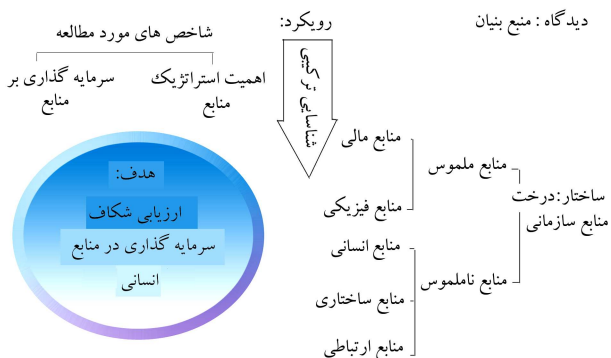 دیدگاه : منبع بنیان
رویکرد:
شناسایی ترکیبی
شاخص های مورد مطالعه
اهمیت استراتژیک
منابع
سرمایه گذاری بر
منابع
ساختار:درخت
منابع سازمانی
منابع ملموس
منابع مالی
منابع فیزیکی
منابع ناملموس
منابع انسانی
منابع ساختاری
منابع ارتباطی
هدف:
ارزیابی شکاف
سرمایه گذاری در منابع
انسانی